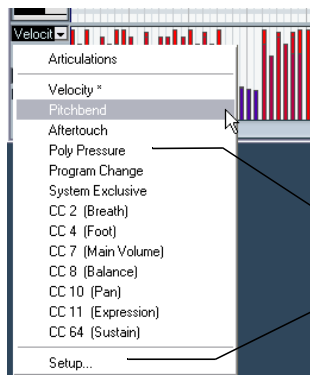 Velocit
Articulations
Velocity *
Pitchbend
Aftertouch
Poly Pressure
Program Change
System Exclusive
CC 2 (Breath)
CC 4 (Foot)
CC 7 (Main Volume)
CC 8 (Balance)
CC 10 (Pan)
CC 11 (Expression)
CC 64 (Sustain)
Setup...